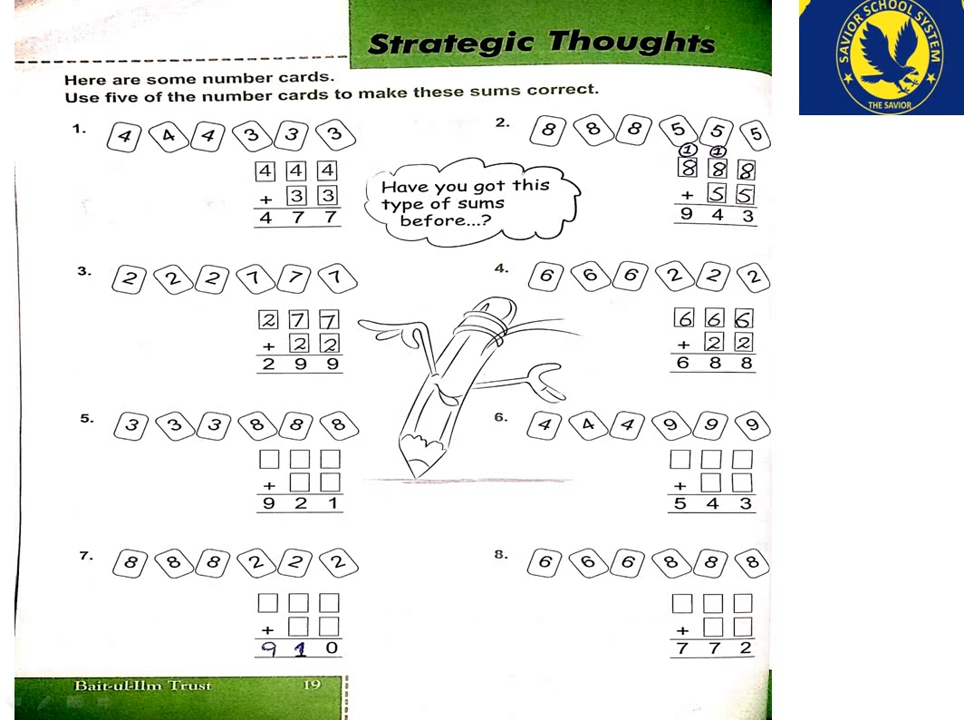 Strategic Thoughts
SAVIOR SCHOOL SYSTEM
THE SAVIOR
Here are some number cards.
Use five of the number cards to make these sums correct.
1. 4 4 4 3 3 3
4 4 4
+ 3 3
4 7 7
Have you got this
type of sums
before...?
2. 8 8 8 5 5 5
1 1
8 8 8
+ 5 5
9 4 3
3. 2 2 2 7 7 7
2 7 7
+ 2 2
2 9 9
4. 6 6 6 2 2 2
6 6 6
+ 2 2
6 8 8
5. 3 3 3 8 8 8
+
9 2 1
6. 4 4 4 9 9 9
+
5 4 3
7. 8 8 8 2 2 2
+
9 1 0
8. 6 6 6 8 8 8
+
7 7 2
Bait-ul-Ilm Trust 19